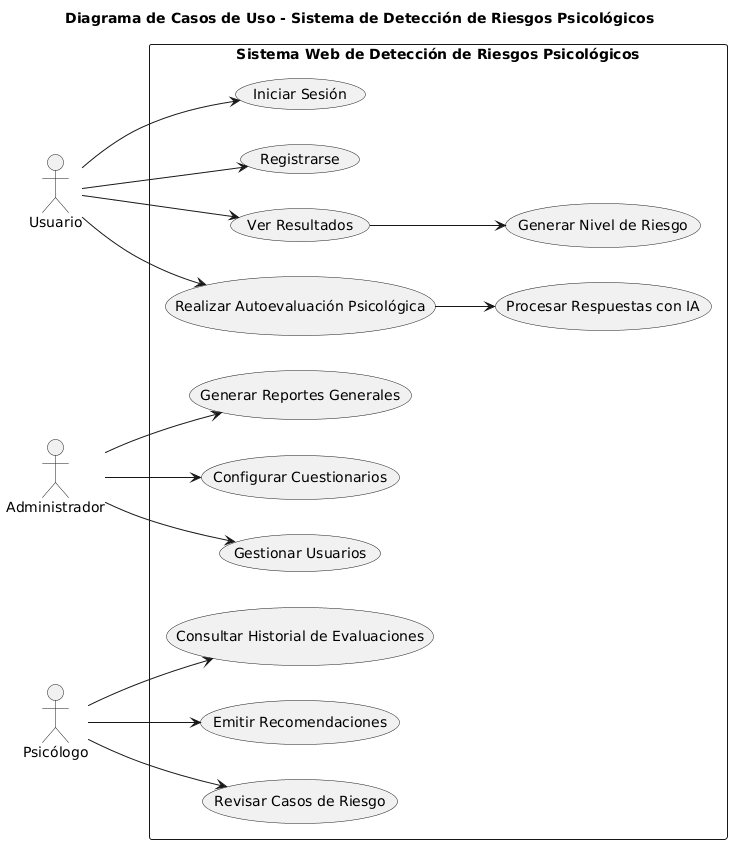 Diagrama de Casos de Uso - Sistema de Detección de Riesgos Psicológicos
Sistema Web de Detección de Riesgos Psicológicos
Iniciar Sesión
Registrarse
Usuario
Ver Resultados
Generar Nivel de Riesgo
Realizar Autoevaluación Psicológica
Procesar Respuestas con IA
Generar Reportes Generales
Configurar Cuestionarios
Administrador
Gestionar Usuarios
Consultar Historial de Evaluaciones
Emitir Recomendaciones
Psicólogo
Revisar Casos de Riesgo